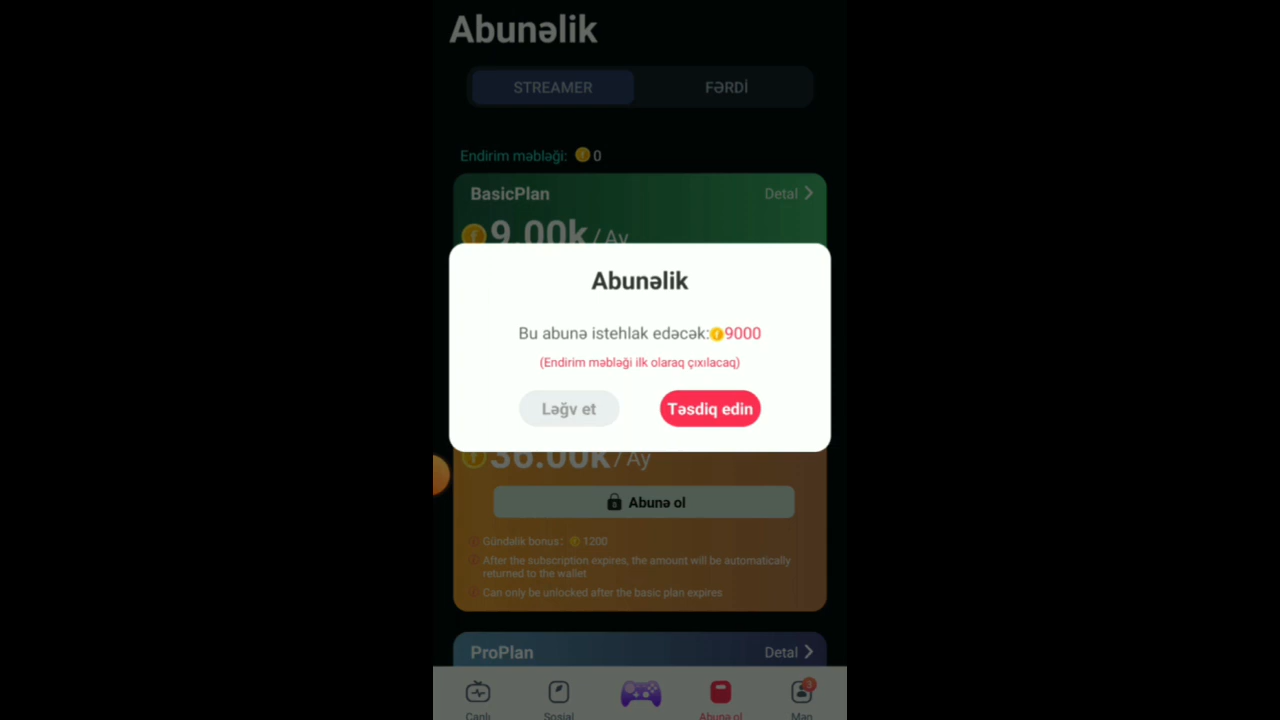 Abunəlik
STREAMER
FƏRDİ
Endirim məbləği: 0
BasicPlan
Detal
9.00k / Ay
Abunəlik
Bu abunə istehlak edəcək: 9000
(Endirim məbləği ilk olaraq çıxılacaq)
Ləğv et
Təsdiq edin
36.00k / Ay
Abunə ol
Gündəlik bonus: 1200
After the subscription expires, the amount will be automatically
returned to the wallet
Can only be unlocked after the basic plan expires
ProPlan
Detal
3
Canlı
Sosial
Abunə ol
Mən